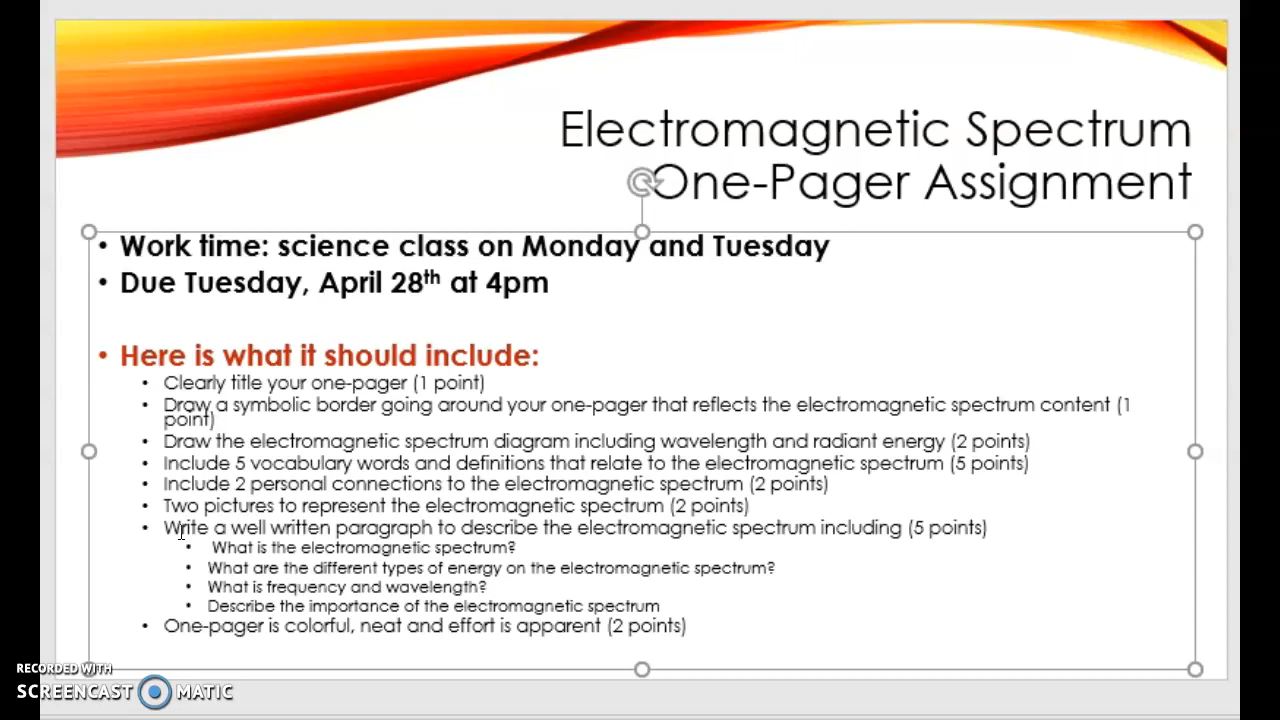 Electromagnetic Spectrum
One-Pager Assignment
• Work time: science class on Monday and Tuesday
• Due Tuesday, April 28th at 4pm
• Here is what it should include:
• Clearly title your one-pager (1 point)
• Draw a symbolic border going around your one-pager that reflects the electromagnetic spectrum content (1
point)
• Draw the electromagnetic spectrum diagram including wavelength and radiant energy (2 points)
• Include 5 vocabulary words and definitions that relate to the electromagnetic spectrum (5 points)
• Include 2 personal connections to the electromagnetic spectrum (2 points)
• Two pictures to represent the electromagnetic spectrum (2 points)
• Write a well written paragraph to describe the electromagnetic spectrum including (5 points)
• What is the electromagnetic spectrum?
• What are the different types of energy on the electromagnetic spectrum?
• What is frequency and wavelength?
• Describe the importance of the electromagnetic spectrum
• One-pager is colorful, neat and effort is apparent (2 points)
RECORDED WITH
SCREENCAST MATIC